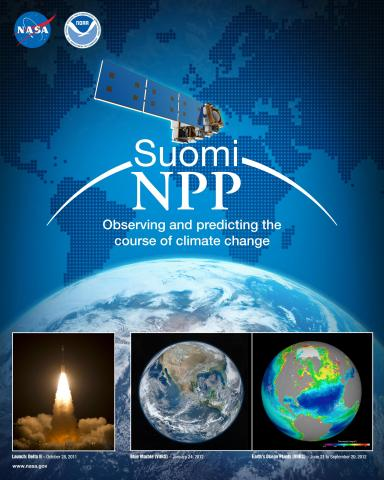 NASA
NOAA
Suomi
NPP
Observing and predicting the
course of climate change
Launch: Delta II – October 28, 2011
Blue Marble (VIIRS) – January 24, 2012
Earth's Ocean Plants (VIIRS) – June 21 to September 20, 2012
www.nasa.gov